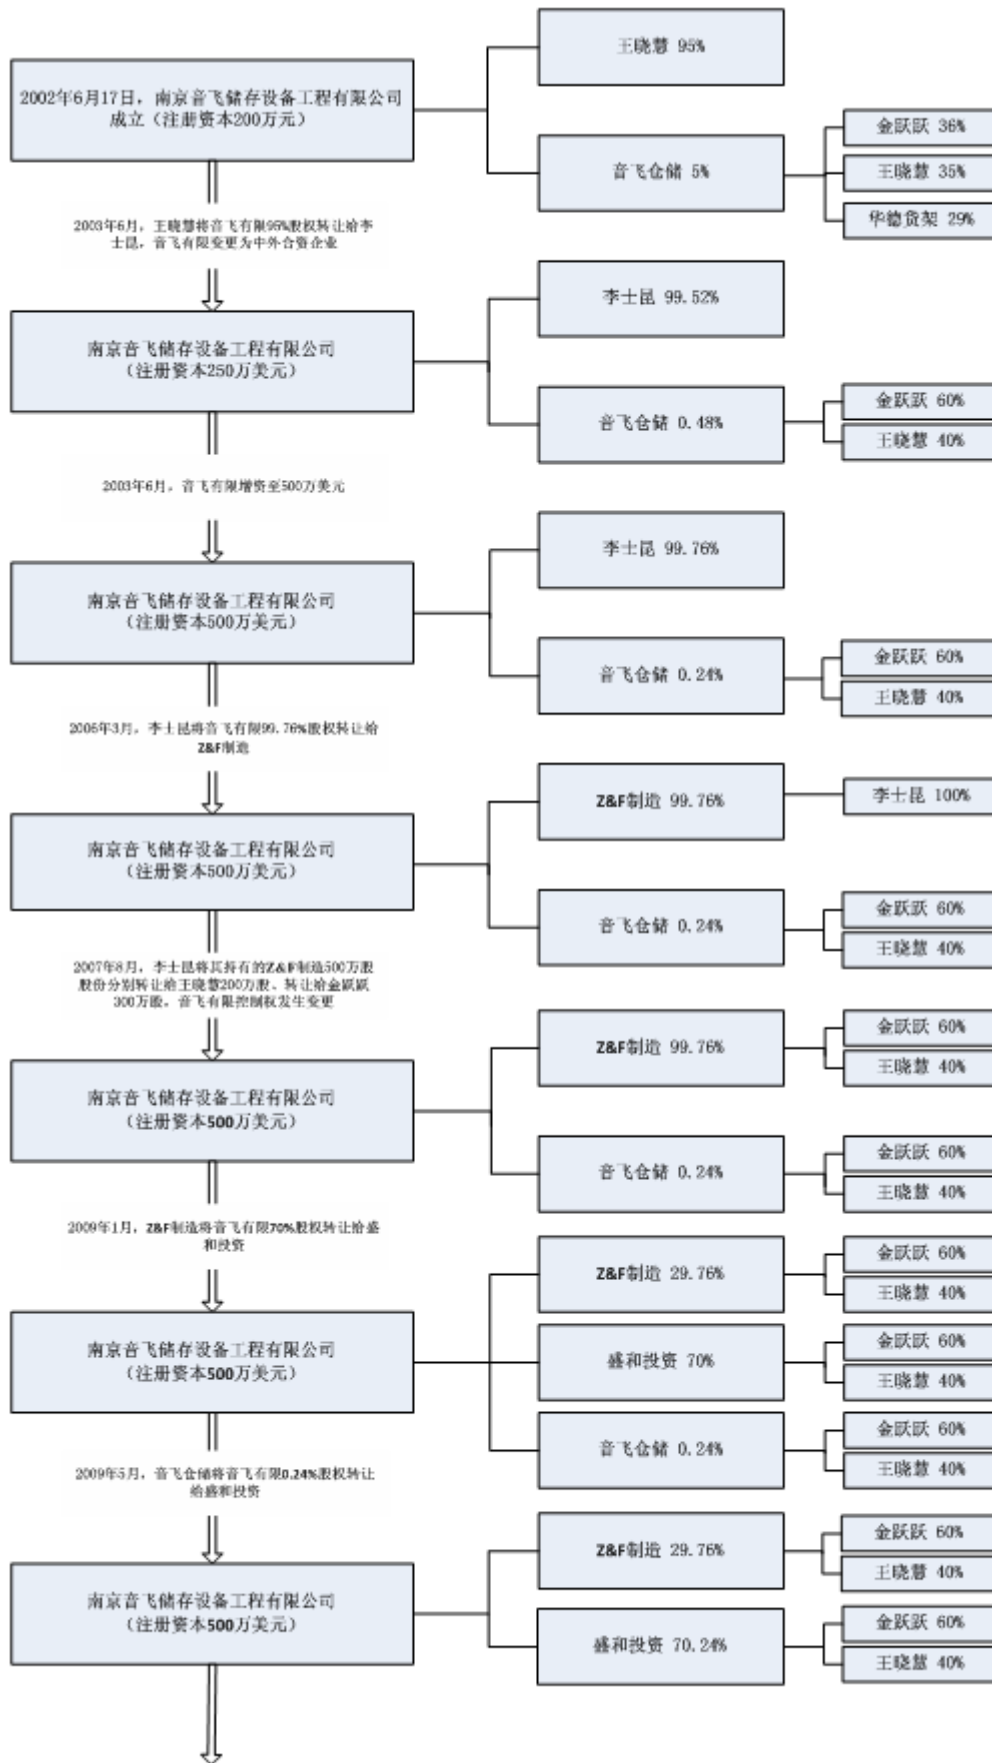 王晓慧 95%
2002年6月17日，南京音飞储存设备工程有限公司
成立（注册资本200万元）
音飞仓储 5%
金跃跃 36%
王晓慧 35%
华德货架 29%
2003年6月，王晓慧将音飞有限95%股权转让给李
士昆，音飞有限变更为中外合资企业
李士昆 99.52%
南京音飞储存设备工程有限公司
（注册资本250万美元）
音飞仓储 0.48%
金跃跃 60%
王晓慧 40%
2003年6月，音飞有限增资至500万美元
李士昆 99.76%
南京音飞储存设备工程有限公司
（注册资本500万美元）
音飞仓储 0.24%
金跃跃 60%
王晓慧 40%
2006年3月，李士昆将音飞有限99.76%股权转让给
Z&F制造
Z&F制造 99.76%
李士昆 100%
南京音飞储存设备工程有限公司
（注册资本500万美元）
音飞仓储 0.24%
金跃跃 60%
王晓慧 40%
2007年8月，李士昆将其持有的Z&F制造500万股
股份分别转让给王晓慧200万股、转让给金跃跃
300万股，音飞有限控制权发生变更
Z&F制造 99.76%
金跃跃 60%
王晓慧 40%
南京音飞储存设备工程有限公司
（注册资本500万美元）
音飞仓储 0.24%
金跃跃 60%
王晓慧 40%
2009年1月，Z&F制造将音飞有限70%股权转让给盛
和投资
Z&F制造 29.76%
金跃跃 60%
王晓慧 40%
南京音飞储存设备工程有限公司
（注册资本500万美元）
盛和投资 70%
金跃跃 60%
王晓慧 40%
音飞仓储 0.24%
金跃跃 60%
王晓慧 40%
2009年5月，音飞仓储将音飞有限0.24%股权转让
给盛和投资
Z&F制造 29.76%
金跃跃 60%
王晓慧 40%
南京音飞储存设备工程有限公司
（注册资本500万美元）
盛和投资 70.24%
金跃跃 60%
王晓慧 40%